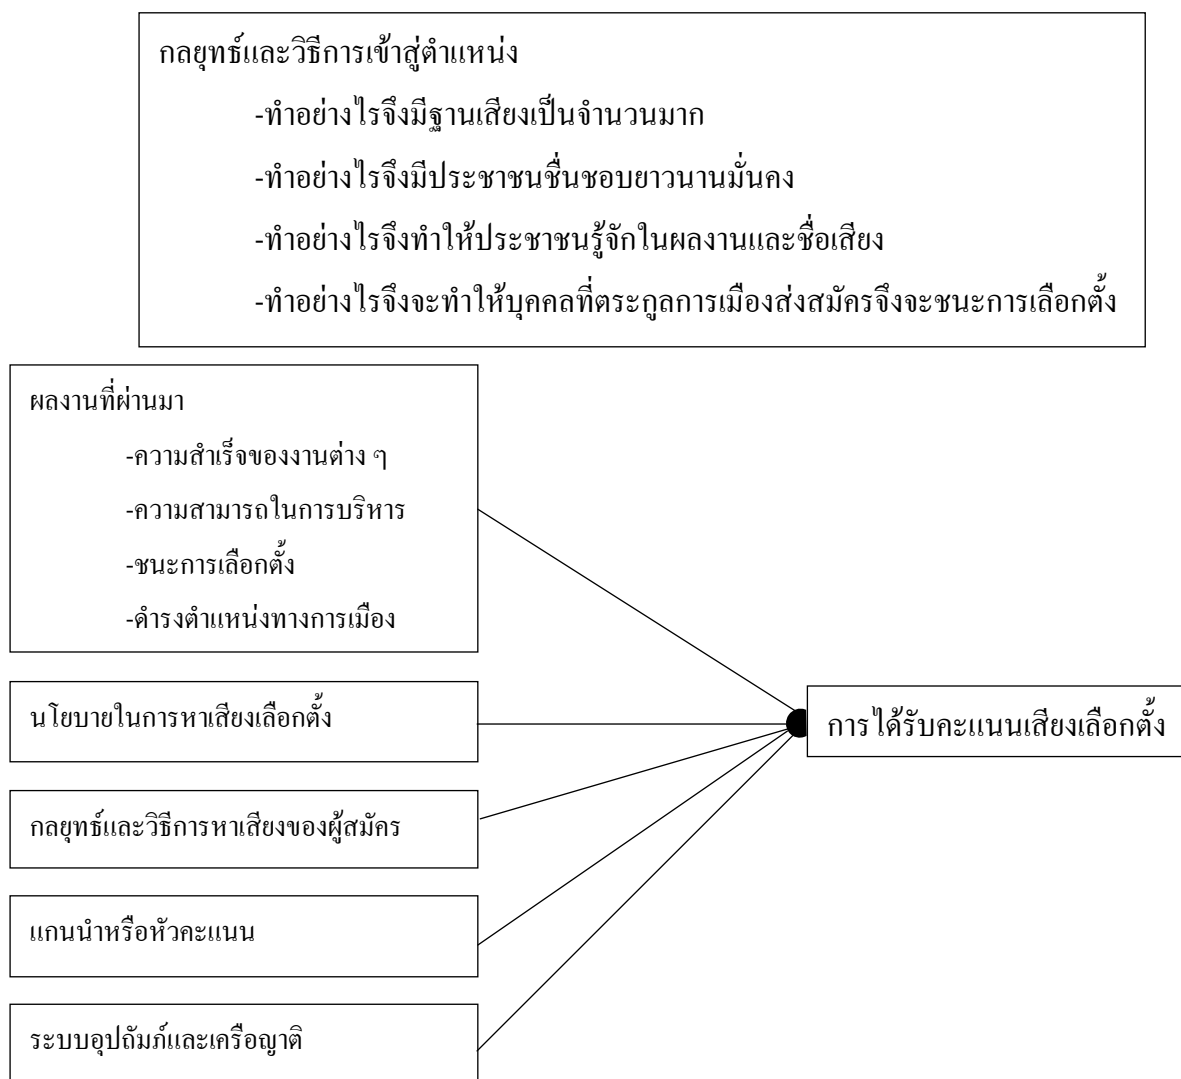 กลยุทธ์และวิธีการเข้าสู่ตำแหน่ง
-ทำอย่างไรจึงมีฐานเสียงเป็นจำนวนมาก
-ทำอย่างไรจึงมีประชาชนชื่นชอบยาวนานมั่นคง
-ทำอย่างไรจึงทำให้ประชาชนรู้จักในผลงานและชื่อเสียง
-ทำอย่างไรจึงจะทำให้บุคคลที่ตระกูลการเมืองส่งสมัครจึงจะชนะการเลือกตั้ง
ผลงานที่ผ่านมา
-ความสำเร็จของงานต่าง ๆ
-ความสามารถในการบริหาร
-ชนะการเลือกตั้ง
-ดำรงตำแหน่งทางการเมือง
นโยบายในการหาเสียงเลือกตั้ง
การได้รับคะแนนเสียงเลือกตั้ง
กลยุทธ์และวิธีการหาเสียงของผู้สมัคร
แกนนำหรือหัวคะแนน
ระบบอุปถัมภ์และเครือญาติ